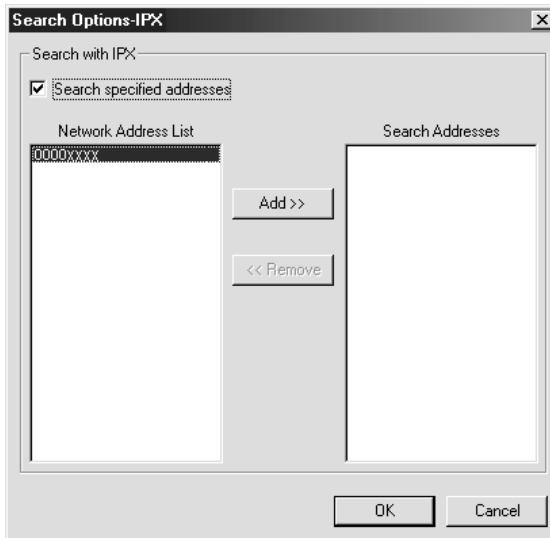 Search Options-IPX
Search with IPX
Search specified addresses
Network Address List
Search Addresses
0000xxxx
Add >>
<< Remove
OK
Cancel